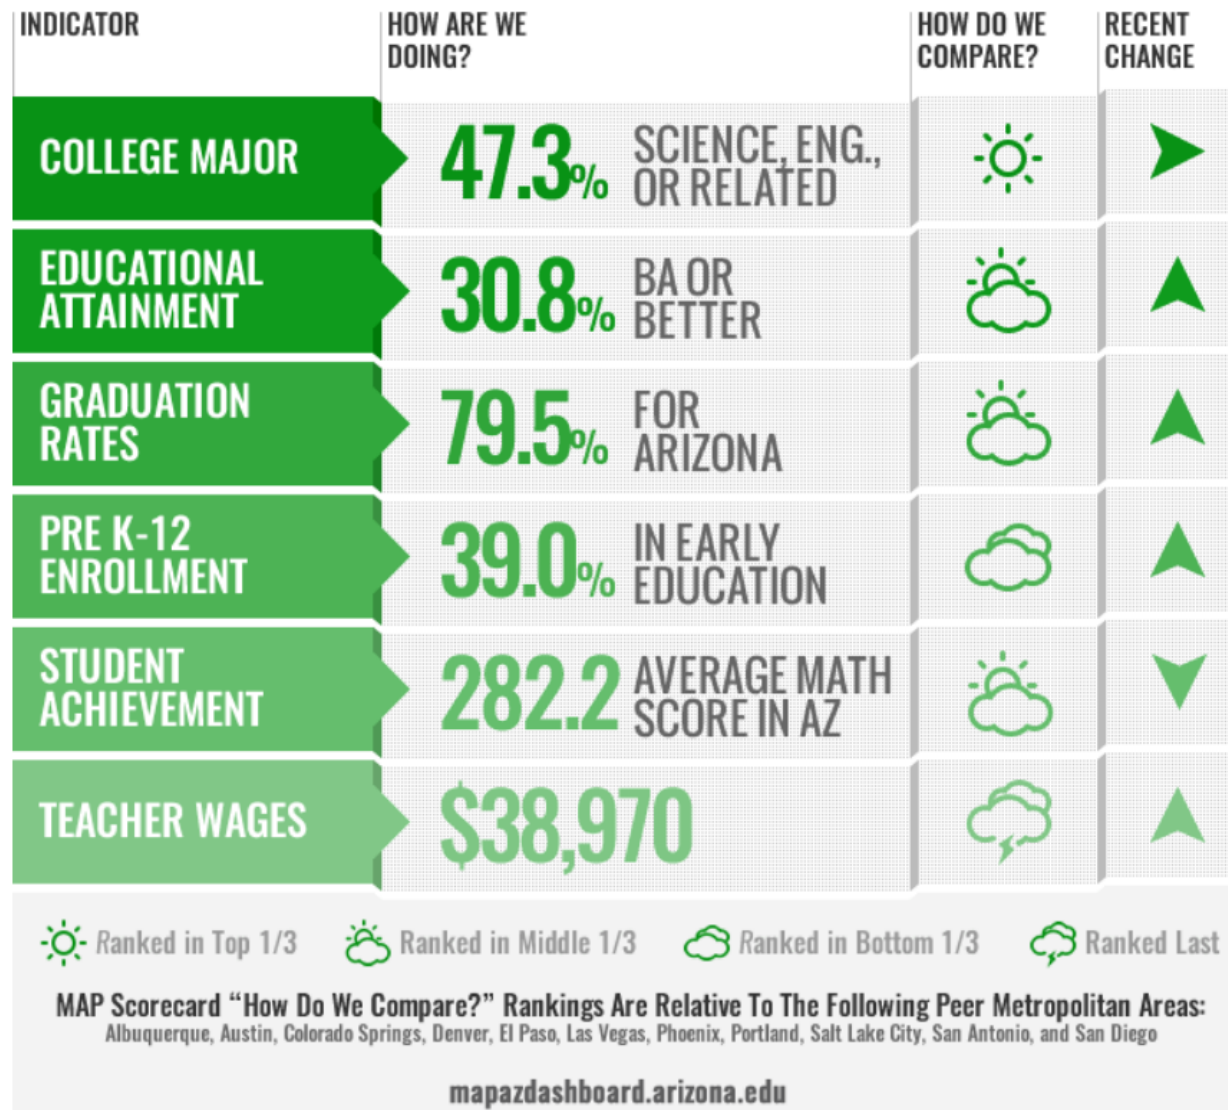 INDICATOR
HOW ARE WE
DOING?
HOW DO WE
COMPARE?
RECENT
CHANGE
COLLEGE MAJOR
47.3%
SCIENCE, ENG.,
OR RELATED
EDUCATIONAL
ATTAINMENT
30.8%
BA OR
BETTER
GRADUATION
RATES
79.5%
FOR
ARIZONA
PRE K-12
ENROLLMENT
39.0%
IN EARLY
EDUCATION
STUDENT
ACHIEVEMENT
282.2
AVERAGE MATH
SCORE IN AZ
TEACHER WAGES
$38,970
Ranked in Top 1/3
Ranked in Middle 1/3
Ranked in Bottom 1/3
Ranked Last
MAP Scorecard “How Do We Compare?” Rankings Are Relative To The Following Peer Metropolitan Areas:
Albuquerque, Austin, Colorado Springs, Denver, El Paso, Las Vegas, Phoenix, Portland, Salt Lake City, San Antonio, and San Diego
mapazdashboard.arizona.edu